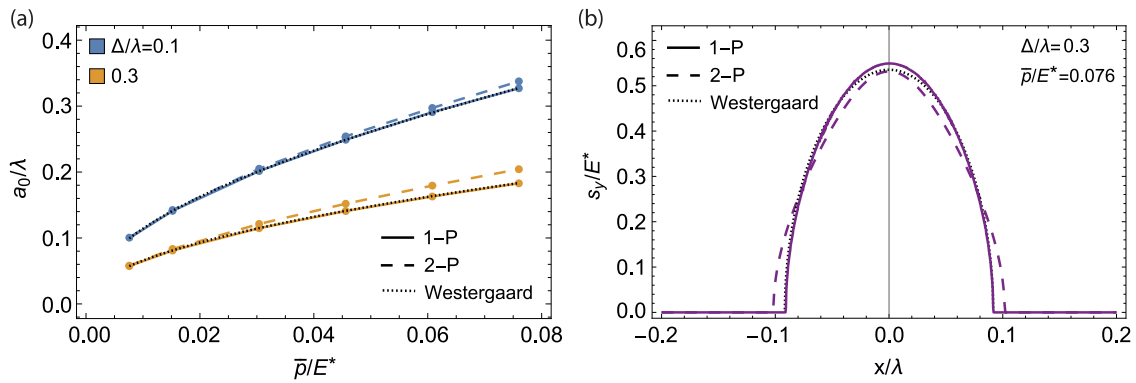 (a)
Δ/λ=0.1
0.3
a₀/λ
0.4
0.3
0.2
0.1
0.0
1–P
2–P
Westergaard
0.00
0.02
0.04
0.06
0.08
p̅/E*
(b)
1–P
2–P
Westergaard
Δ/λ=0.3
p̅/E*=0.076
s_y/E*
0.6
0.5
0.4
0.3
0.2
0.1
0.0
-0.2
-0.1
0.0
0.1
0.2
x/λ